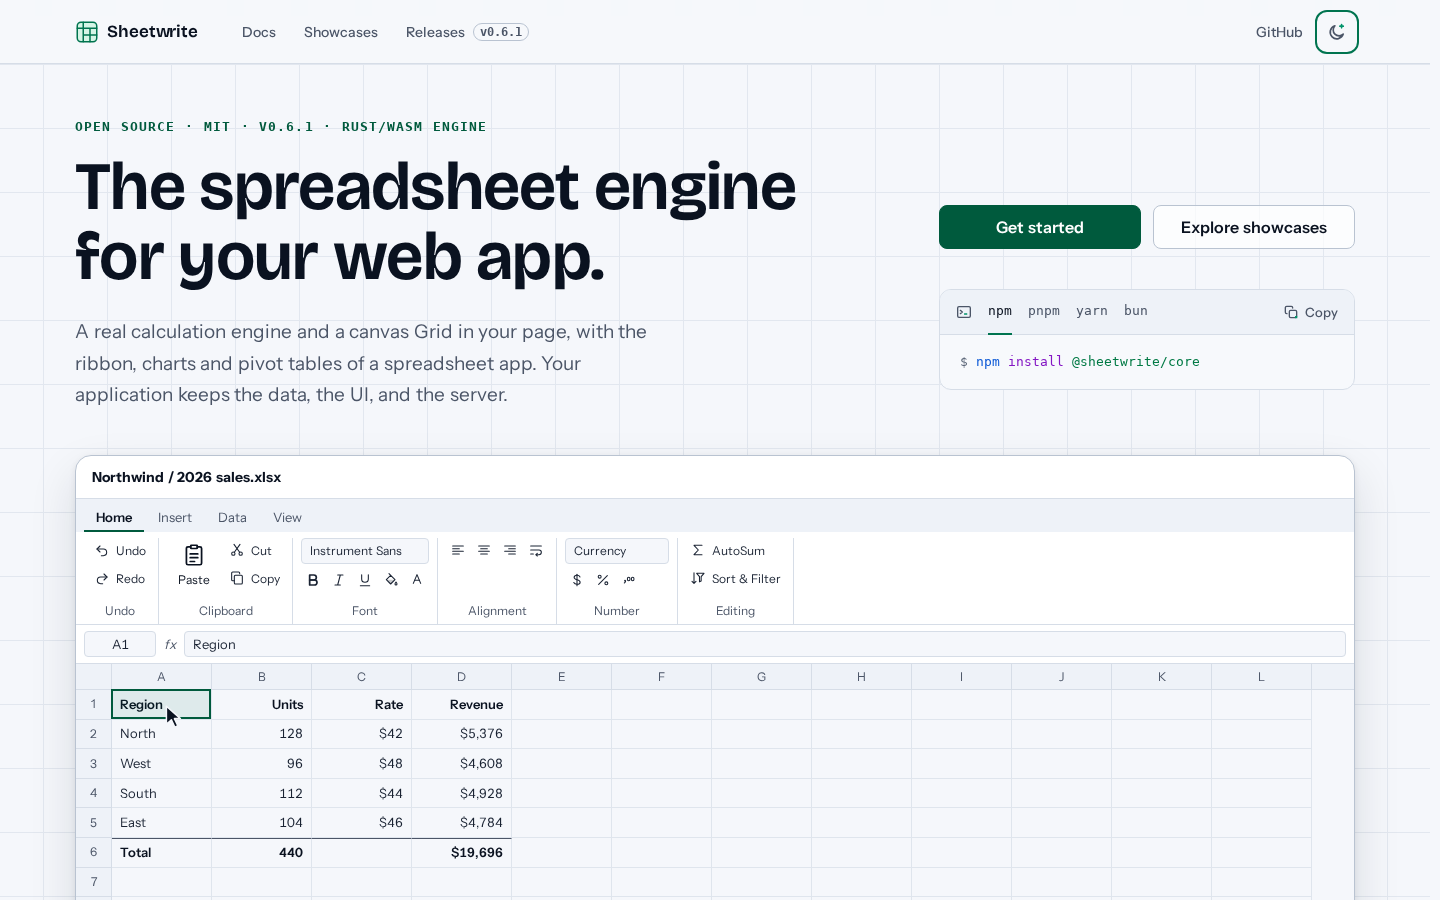 Sheetwrite Docs Showcases Releases v0.6.1 GitHub
OPEN SOURCE · MIT · V0.6.1 · RUST/WASM ENGINE
The spreadsheet engine
for your web app.
A real calculation engine and a canvas Grid in your page, with the
ribbon, charts and pivot tables of a spreadsheet app. Your
application keeps the data, the UI, and the server.
Get started Explore showcases
npm pnpm yarn bun Copy
$ npm install @sheetwrite/core
Northwind / 2026 sales.xlsx
Home Insert Data View
Undo Paste Cut Instrument Sans Currency AutoSum
Redo Copy B I U A $ % ,00 Sort & Filter
Undo Clipboard Font Alignment Number Editing
A1 fx Region
A B C D E F G H I J K L
1 Region Units Rate Revenue
2 North 128 $42 $5,376
3 West 96 $48 $4,608
4 South 112 $44 $4,928
5 East 104 $46 $4,784
6 Total 440 $19,696
7